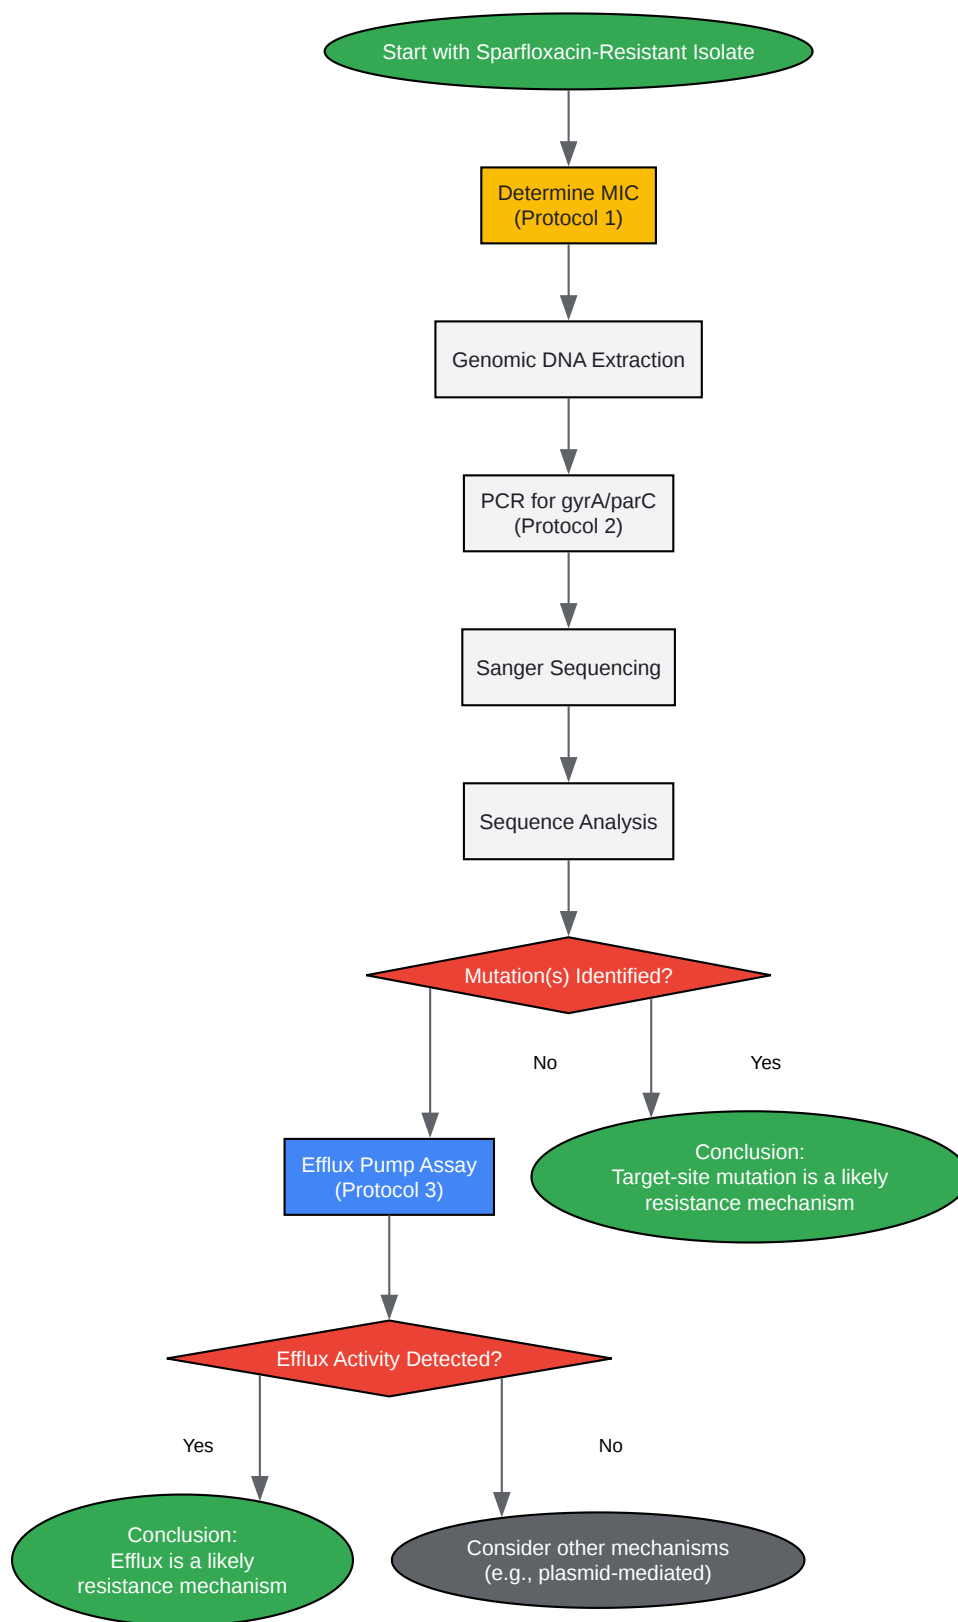 Start with Sparfloxacin-Resistant Isolate
Determine MIC
(Protocol 1)
Genomic DNA Extraction
PCR for gyrA/parC
(Protocol 2)
Sanger Sequencing
Sequence Analysis
Mutation(s) Identified?
No
Yes
Conclusion:
Target-site mutation is a likely
resistance mechanism
Efflux Pump Assay
(Protocol 3)
Efflux Activity Detected?
Yes
No
Conclusion:
Efflux is a likely
resistance mechanism
Consider other mechanisms
(e.g., plasmid-mediated)